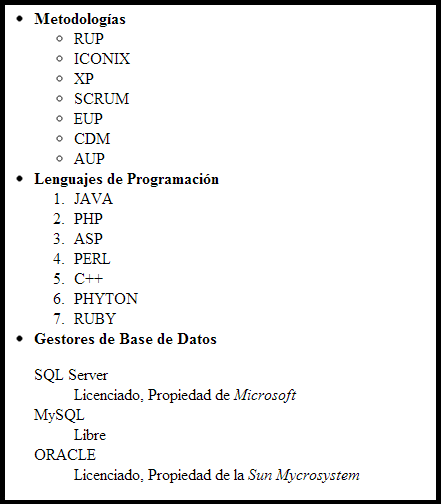 Metodologías
RUP
ICONIX
XP
SCRUM
EUP
CDM
AUP
Lenguajes de Programación
1. JAVA
2. PHP
3. ASP
4. PERL
5. C++
6. PHYTON
7. RUBY
Gestores de Base de Datos
SQL Server
Licenciado, Propiedad de Microsoft
MySQL
Libre
ORACLE
Licenciado, Propiedad de la Sun Mycrosystem